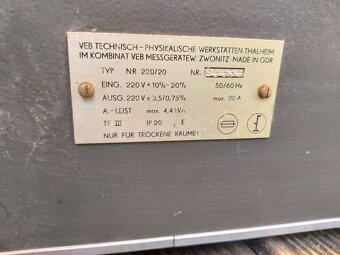 VEB TECHNISCH-PHYSIKALISCHE WERKSTÄTTEN THALHEIM
IM KOMBINAT VEB MESSGERÄTEW. ZWÖNITZ·MADE IN GDR
TYP NR 220/20 NR.
EING. 220 V +10%-20% 50/60 Hz
AUSG. 220 V ± 0,5/0,75% max. 20 A
A.-LEIST. max. 4,4 kVA
TF III IP 20 E
NUR FÜR TROCKENE RÄUME!